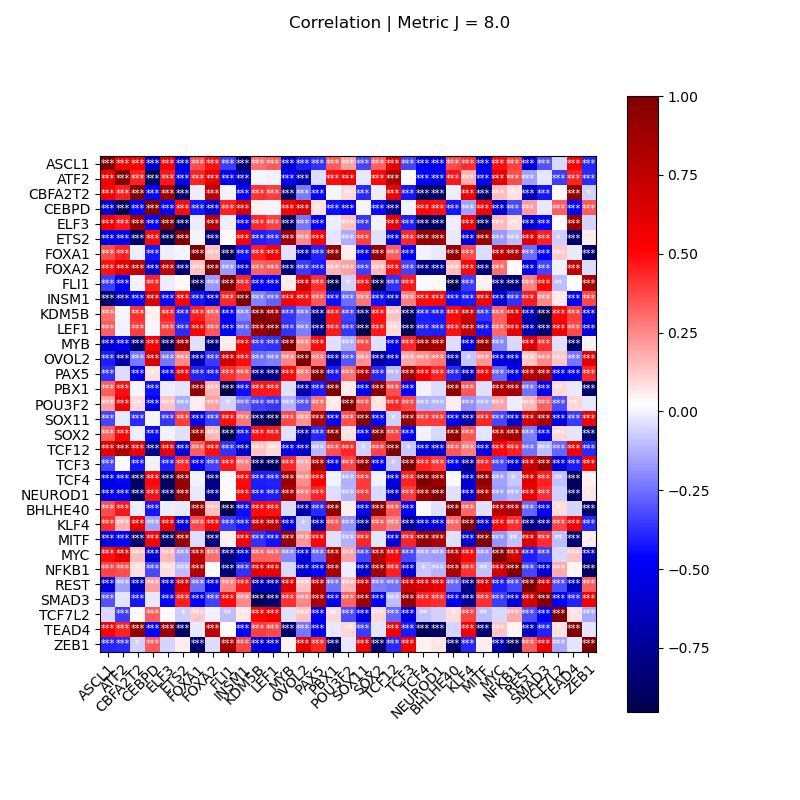 Correlation | Metric J = 8.0
ASCL1
ATF2
CBFA2T2
CEBPD
ELF3
ETS2
FOXA1
FOXA2
FLI1
INSM1
KDM5B
LEF1
MYB
OVOL2
PAX5
PBX1
POU3F2
SOX11
SOX2
TCF12
TCF3
TCF4
NEUROD1
BHLHE40
KLF4
MITF
MYC
NFKB1
REST
SMAD3
TCF7L2
TEAD4
ZEB1
ASCL1
ATF2
CBFA2T2
CEBPD
ELF3
ETS2
FOXA1
FOXA2
FLI1
INSM1
KDM5B
LEF1
MYB
OVOL2
PAX5
PBX1
POU3F2
SOX11
SOX2
TCF12
TCF3
TCF4
NEUROD1
BHLHE40
KLF4
MITF
MYC
NFKB1
REST
SMAD3
TCF7L2
TEAD4
ZEB1
1.00
0.75
0.50
0.25
0.00
−0.25
−0.50
−0.75